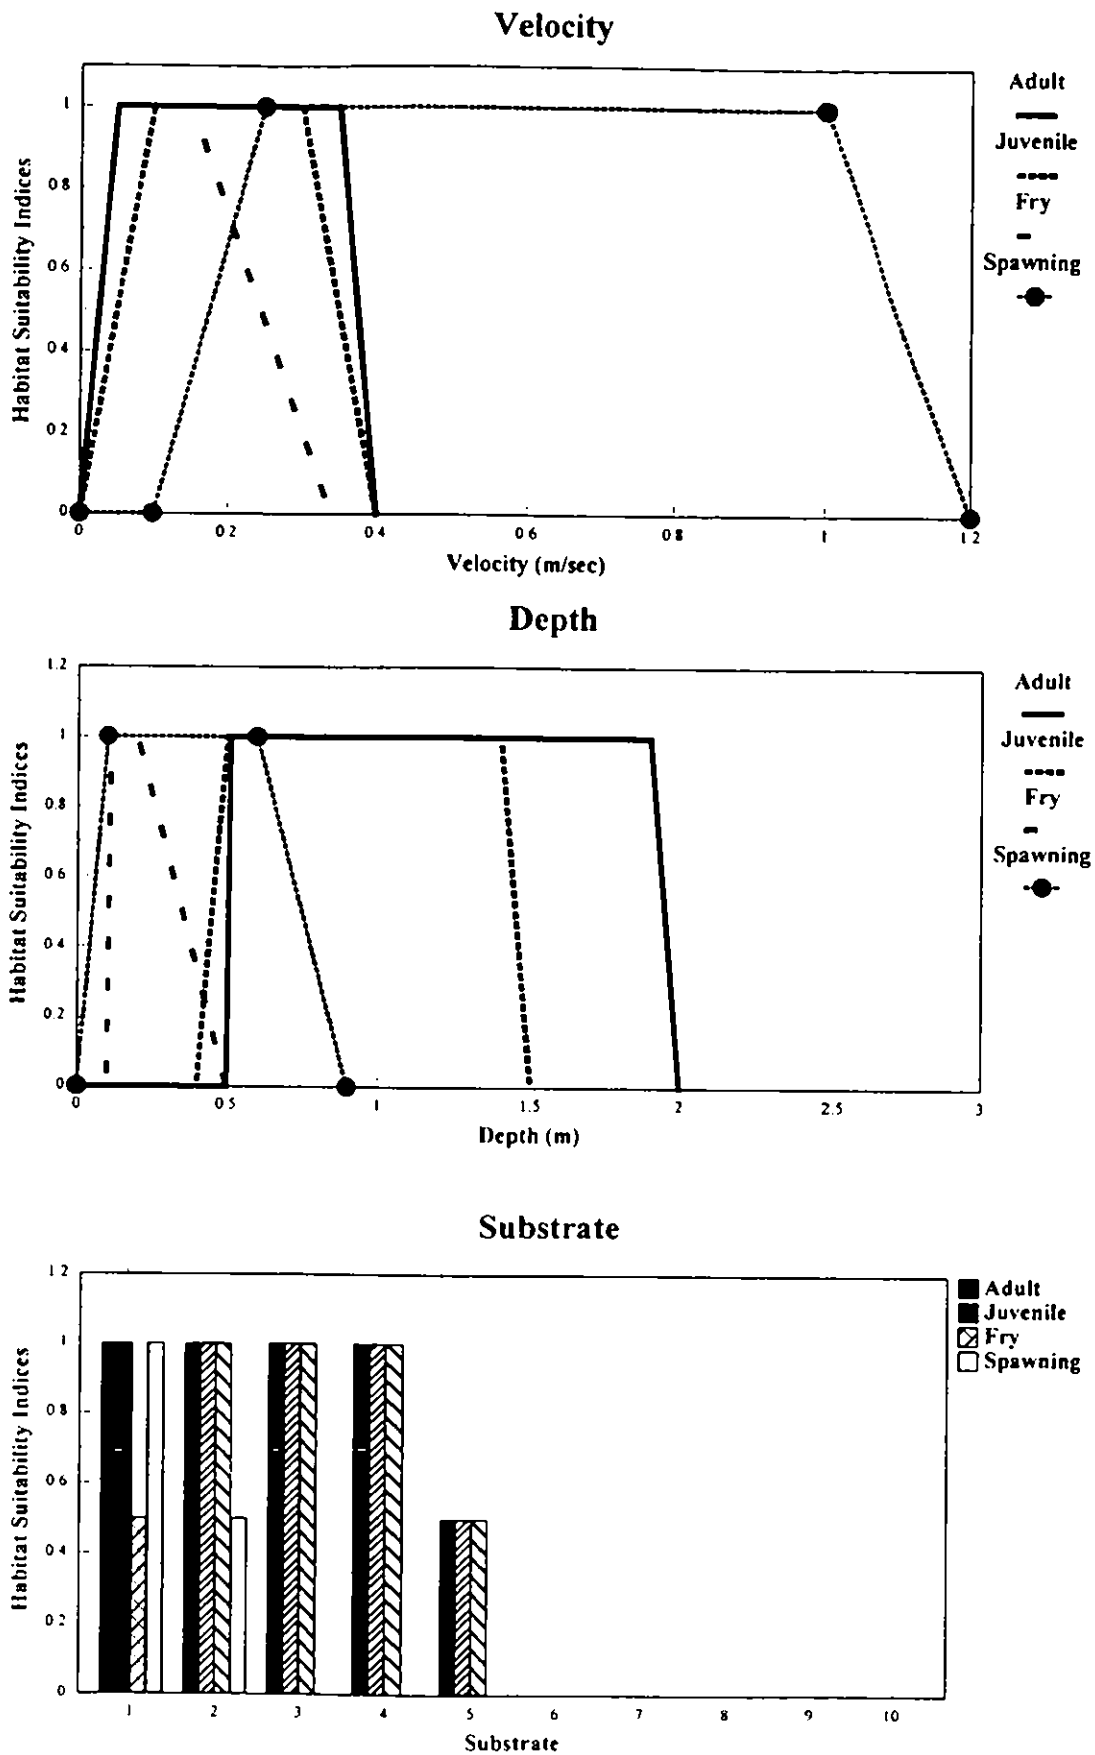 Velocity
Habitat Suitability Indices
1
0 8
0 6
0 4
0 2
0
0
0 2
0 4
0 6
0 8
1
1 2
Velocity (m/sec)
Adult
Juvenile
Fry
Spawning
Depth
Habitat Suitability Indices
1.2
1
0 8
0 6
0 4
0 2
0
0
0 5
1
1.5
2
2.5
3
Depth (m)
Adult
Juvenile
Fry
Spawning
Substrate
Habitat Suitability Indices
1 2
1
0 8
0 6
0 4
0 2
0
1
2
3
4
5
6
7
8
9
10
Substrate
Adult
Juvenile
Fry
Spawning